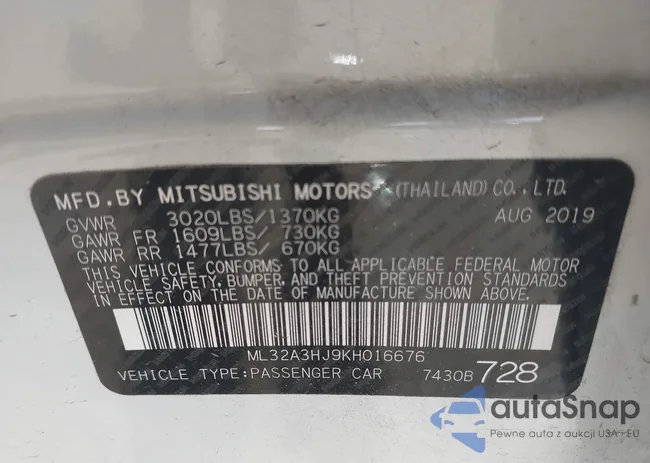 MFD. BY MITSUBISHI MOTORS (THAILAND) CO., LTD.
GVWR 3020LBS/1370KG AUG 2019
GAWR FR 1609LBS/ 730KG
GAWR RR 1477LBS/ 670KG
THIS VEHICLE CONFORMS TO ALL APPLICABLE FEDERAL MOTOR
VEHICLE SAFETY, BUMPER, AND THEFT PREVENTION STANDARDS
IN EFFECT ON THE DATE OF MANUFACTURE SHOWN ABOVE.
ML32A3HJ9KH016676
VEHICLE TYPE:PASSENGER CAR 7430B 728
autaSnap
Pewne auta z aukcji USA i EU